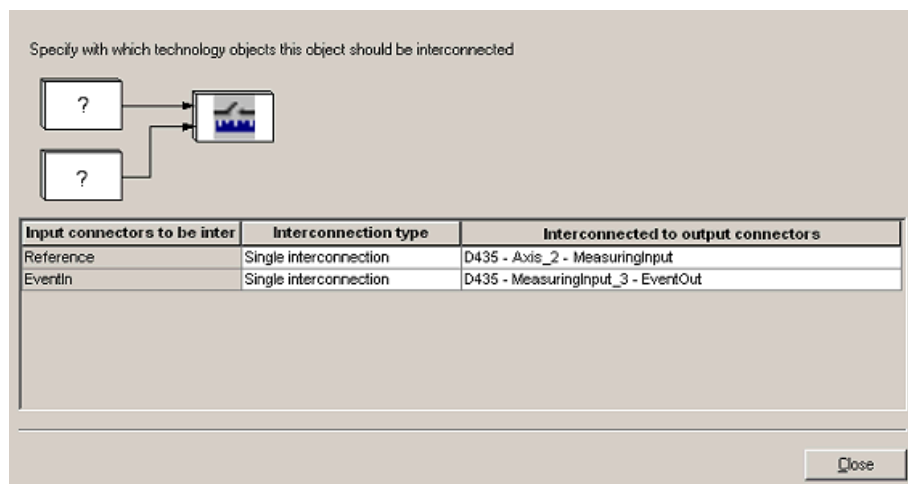 Specify with which technology objects this object should be interconnected
?
?
Input connectors to be inter Interconnection type Interconnected to output connectors
Reference Single interconnection D435 - Axis_2 - MeasuringInput
EventIn Single interconnection D435 - MeasuringInput_3 - EventOut
Close